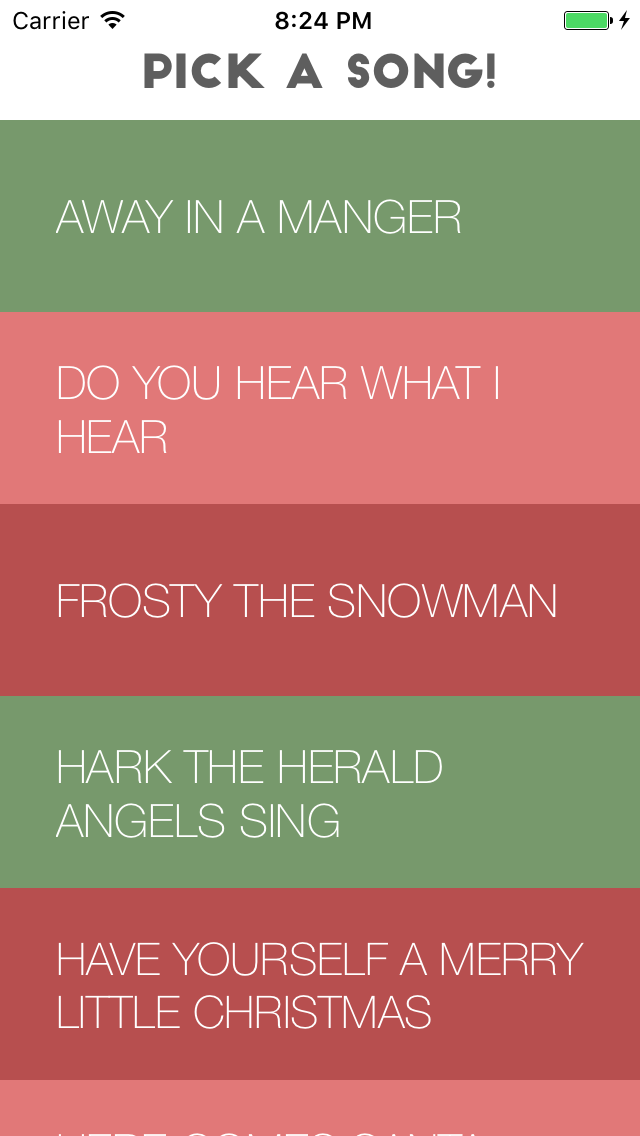 Carrier 8:24 PM
PICK A SONG!
AWAY IN A MANGER
DO YOU HEAR WHAT I
HEAR
FROSTY THE SNOWMAN
HARK THE HERALD
ANGELS SING
HAVE YOURSELF A MERRY
LITTLE CHRISTMAS